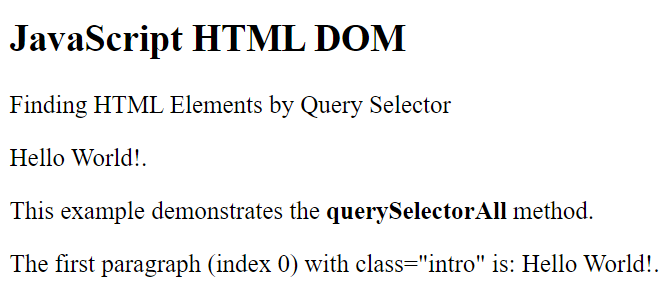 JavaScript HTML DOM
Finding HTML Elements by Query Selector
Hello World!.
This example demonstrates the querySelectorAll method.
The first paragraph (index 0) with class="intro" is: Hello World!.